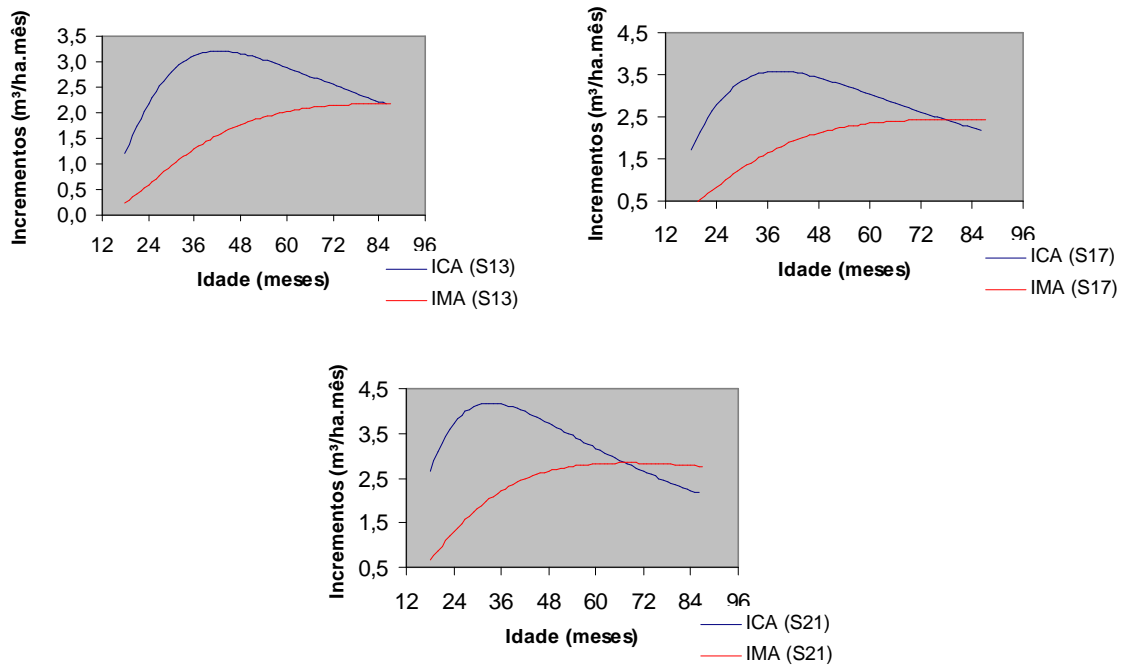 Incrementos (m³/ha.mês)
3,5
3,0
2,5
2,0
1,5
1,0
0,5
0,0
12 24 36 48 60 72 84 96
Idade (meses)
ICA (S13)
IMA (S13)
Incrementos (m³/ha.mês)
4,5
3,5
2,5
1,5
0,5
12 24 36 48 60 72 84 96
Idade (meses)
ICA (S17)
IMA (S17)
Incrementos (m³/ha.mês)
4,5
3,5
2,5
1,5
0,5
12 24 36 48 60 72 84 96
Idade (meses)
ICA (S21)
IMA (S21)